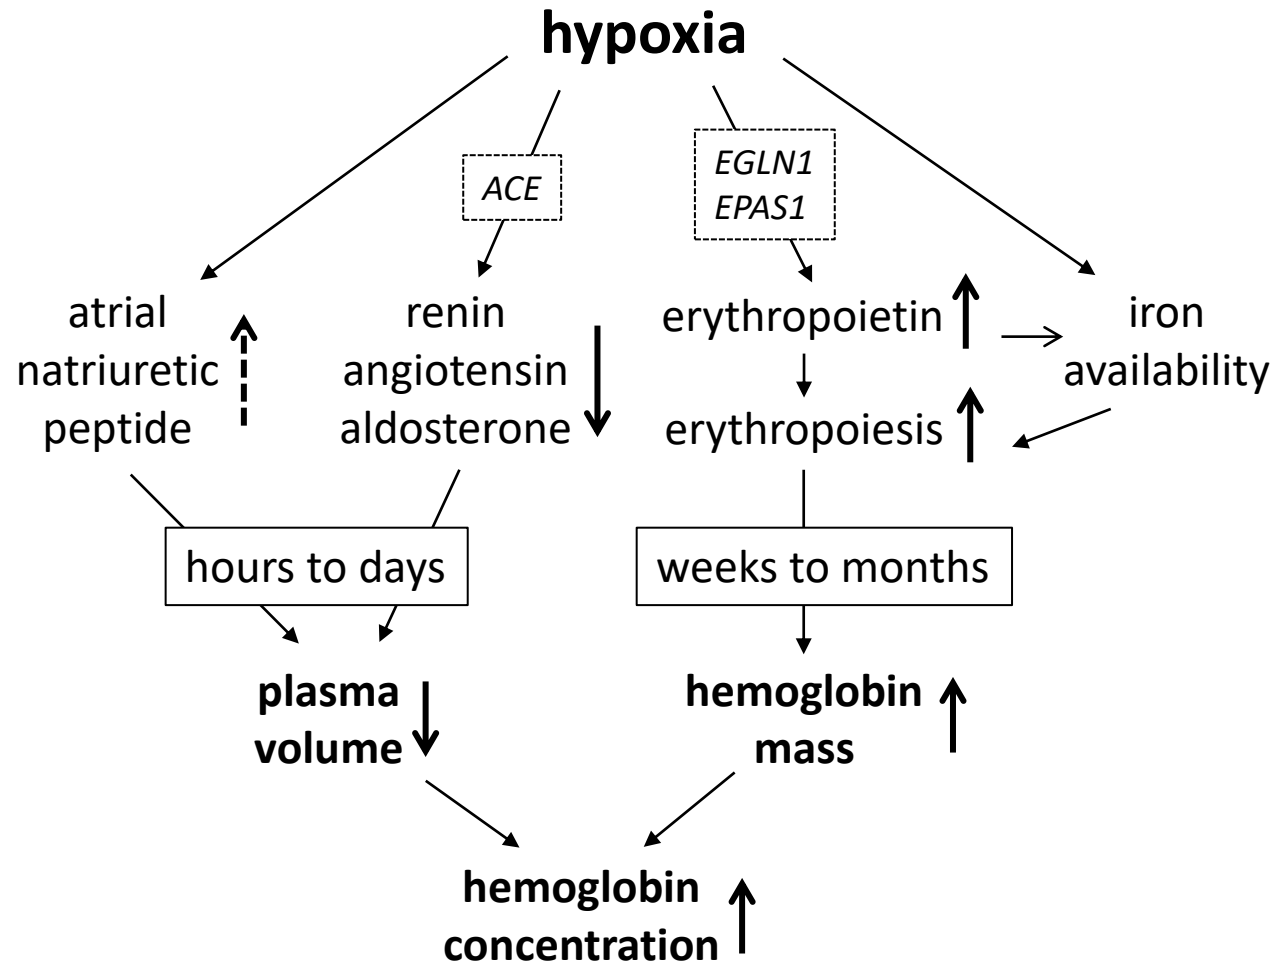 hypoxia
ACE
EGLN1
EPAS1
atrial
natriuretic
peptide
renin
angiotensin
aldosterone
erythropoietin
erythropoiesis
iron
availability
hours to days
weeks to months
plasma
volume
hemoglobin
mass
hemoglobin
concentration